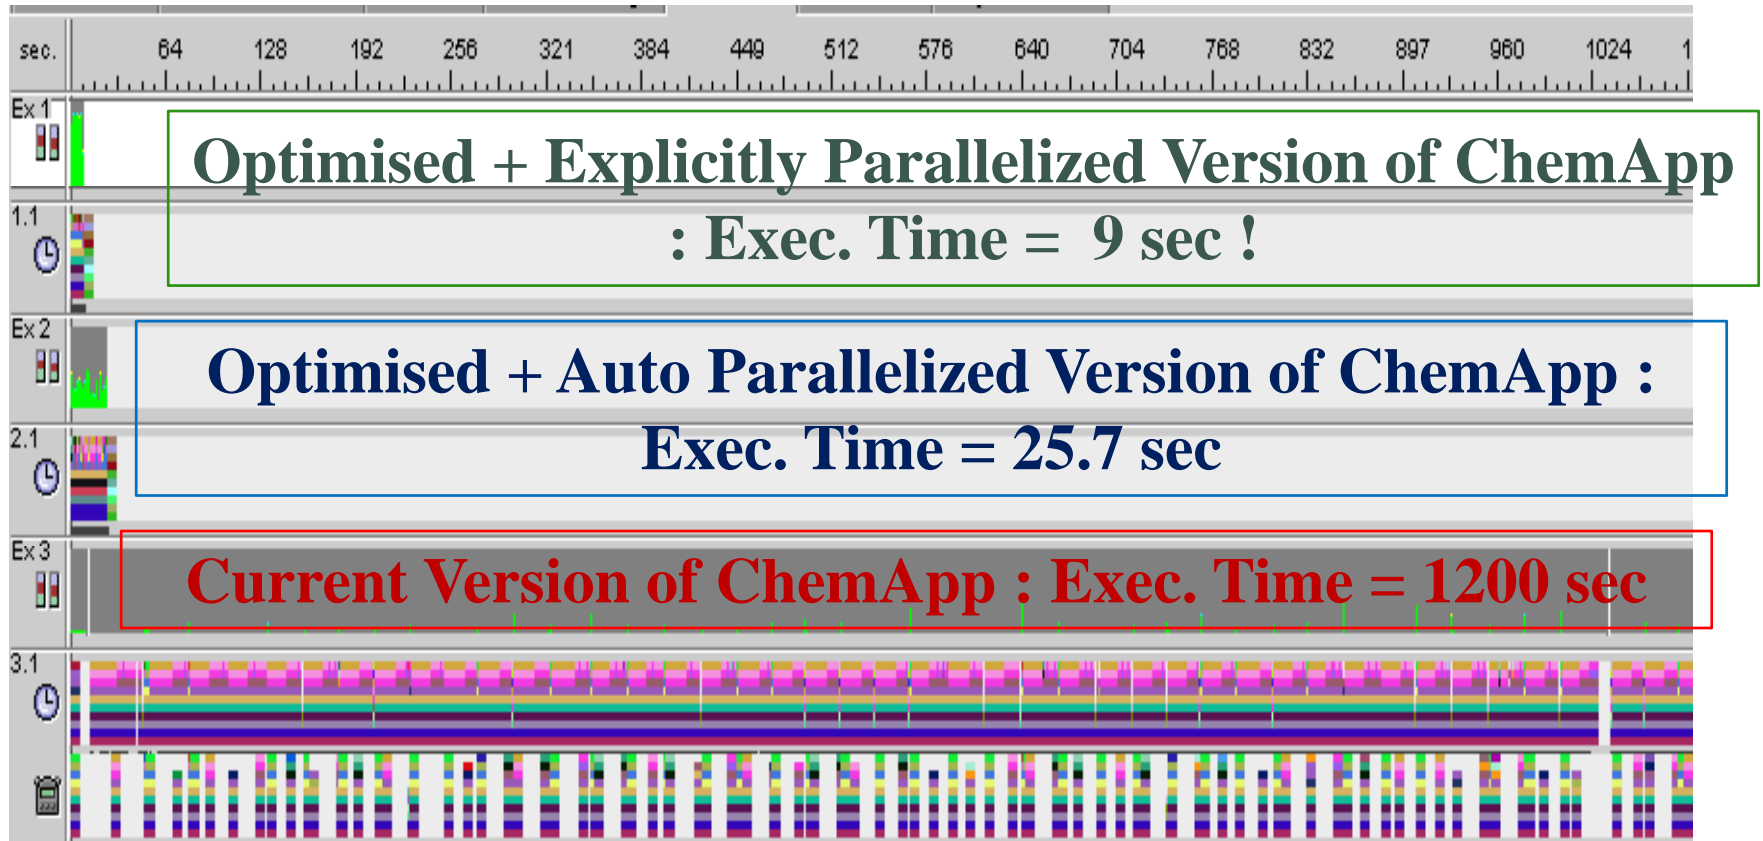 sec. 64 128 192 256 321 384 449 512 576 640 704 768 832 897 960 1024 1
Ex 1
Optimised + Explicitly Parallelized Version of ChemApp
: Exec. Time = 9 sec !
1.1
Ex 2
Optimised + Auto Parallelized Version of ChemApp :
Exec. Time = 25.7 sec
2.1
Ex 3
Current Version of ChemApp : Exec. Time = 1200 sec
3.1